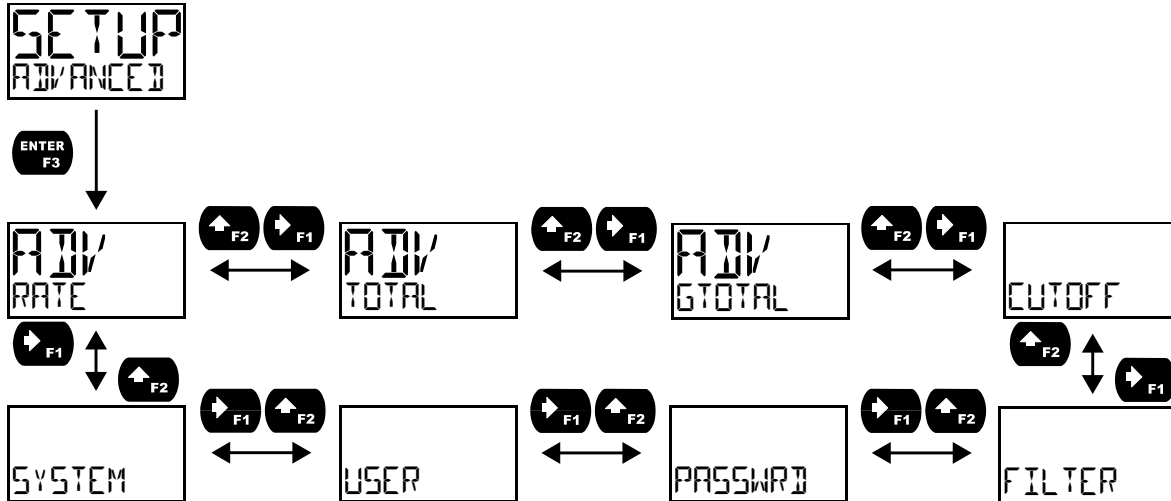 SETUP
ADVANCED
ENTER
F3
F2 F1
F2 F1
F2 F1
ADV
RATE
ADV
TOTAL
ADV
GTOTAL
CUTOFF
F1
F2
F2
F1
F1 F2
F1 F2
F1 F2
SYSTEM
USER
PASSWRD
FILTER